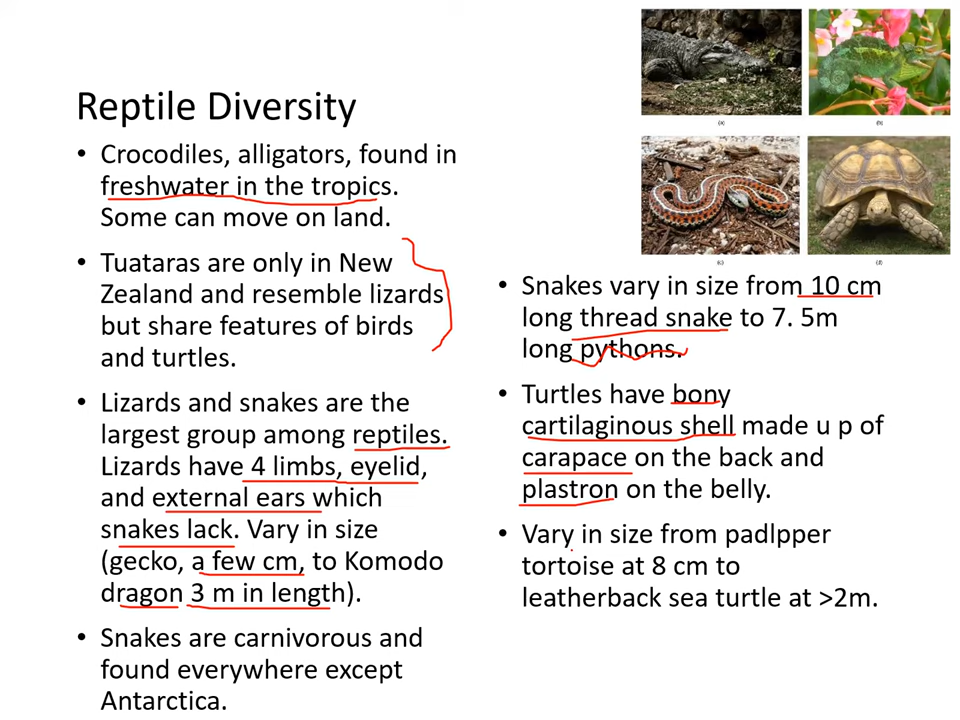 Reptile Diversity
• Crocodiles, alligators, found in
freshwater in the tropics.
Some can move on land.
• Tuataras are only in New
Zealand and resemble lizards
but share features of birds
and turtles.
• Lizards and snakes are the
largest group among reptiles.
Lizards have 4 limbs, eyelid,
and external ears which
snakes lack. Vary in size
(gecko, a few cm, to Komodo
dragon 3 m in length).
• Snakes are carnivorous and
found everywhere except
Antarctica.
(a)
(b)
(c)
(d)
• Snakes vary in size from 10 cm
long thread snake to 7. 5m
long pythons.
• Turtles have bony
cartilaginous shell made u p of
carapace on the back and
plastron on the belly.
• Vary in size from padlpper
tortoise at 8 cm to
leatherback sea turtle at >2m.